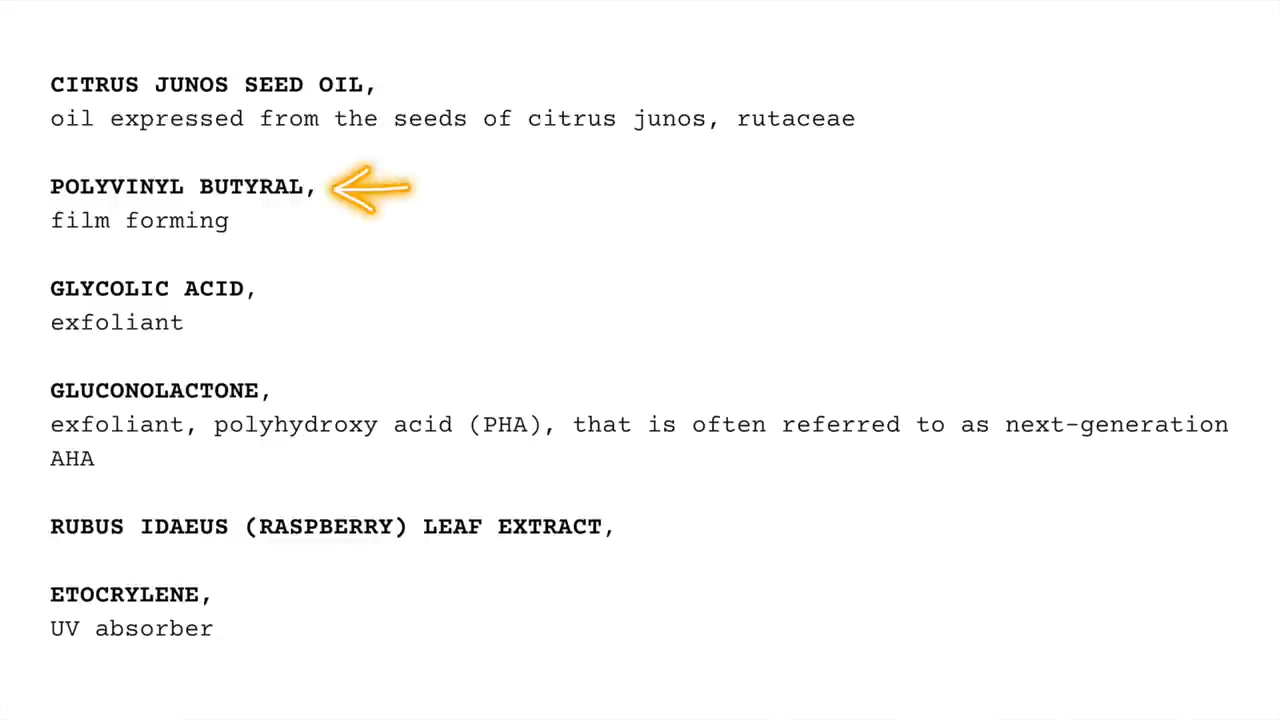 CITRUS JUNOS SEED OIL,
oil expressed from the seeds of citrus junos, rutaceae
POLYVINYL BUTYRAL,
film forming
GLYCOLIC ACID,
exfoliant
GLUCONOLACTONE,
exfoliant, polyhydroxy acid (PHA), that is often referred to as next-generation
AHA
RUBUS IDAEUS (RASPBERRY) LEAF EXTRACT,
ETOCRYLENE,
UV absorber